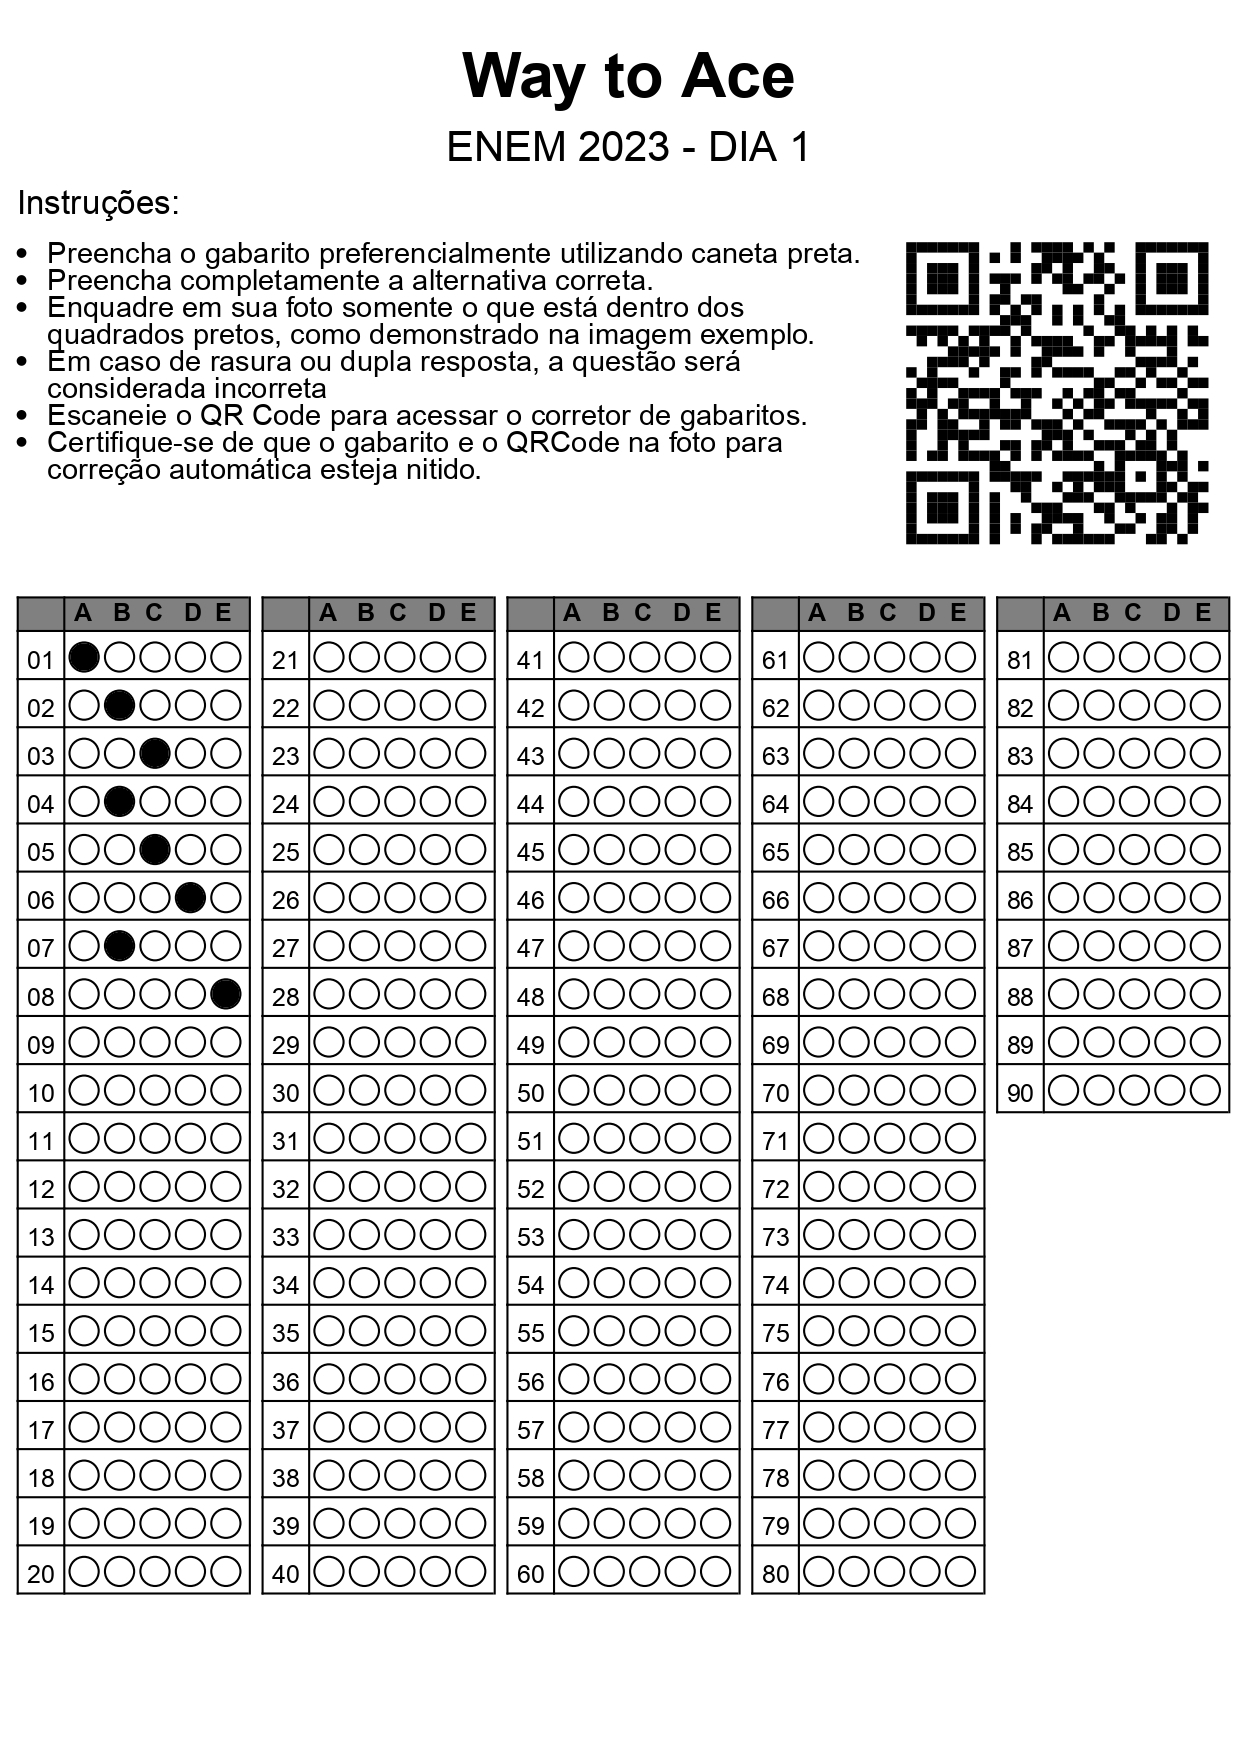 Way to Ace
ENEM 2023 - DIA 1
Instruções:
• Preencha o gabarito preferencialmente utilizando caneta preta.
• Preencha completamente a alternativa correta.
• Enquadre em sua foto somente o que está dentro dos
quadrados pretos, como demonstrado na imagem exemplo.
• Em caso de rasura ou dupla resposta, a questão será
considerada incorreta
• Escaneie o QR Code para acessar o corretor de gabaritos.
• Certifique-se de que o gabarito e o QRCode na foto para
correção automática esteja nitido.
A B C D E A B C D E A B C D E A B C D E A B C D E
01 21 41 61 81
02 22 42 62 82
03 23 43 63 83
04 24 44 64 84
05 25 45 65 85
06 26 46 66 86
07 27 47 67 87
08 28 48 68 88
09 29 49 69 89
10 30 50 70 90
11 31 51 71
12 32 52 72
13 33 53 73
14 34 54 74
15 35 55 75
16 36 56 76
17 37 57 77
18 38 58 78
19 39 59 79
20 40 60 80